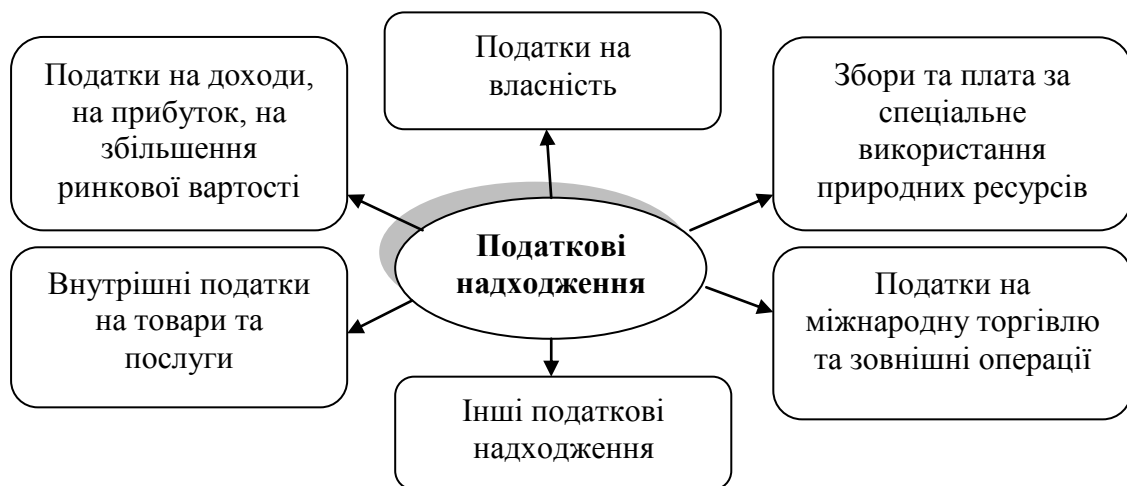 Податки на доходи,
на прибуток, на
збільшення
ринкової вартості
Податки на
власність
Збори та плата за
спеціальне
використання
природних ресурсів
Податкові
надходження
Внутрішні податки
на товари та
послуги
Податки на
міжнародну торгівлю
та зовнішні операції
Інші податкові
надходження